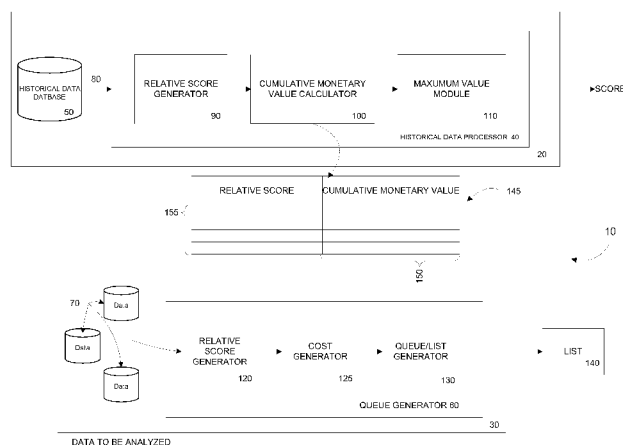 HISTORICAL DATA
DATBASE
50
80
RELATIVE SCORE
GENERATOR
90
CUMULATIVE MONETARY
VALUE CALCULATOR
100
MAXUMUM VALUE
MODULE
110
SCORE
HISTORICAL DATA PROCESSOR 40
20
RELATIVE SCORE
CUMULATIVE MONETARY VALUE
145
155
150
10
70
Data
Data
Data
RELATIVE
SCORE
GENERATOR
120
COST
GENERATOR
125
QUEUE/LIST
GENERATOR
130
LIST
140
QUEUE GENERATOR 60
30
DATA TO BE ANALYZED